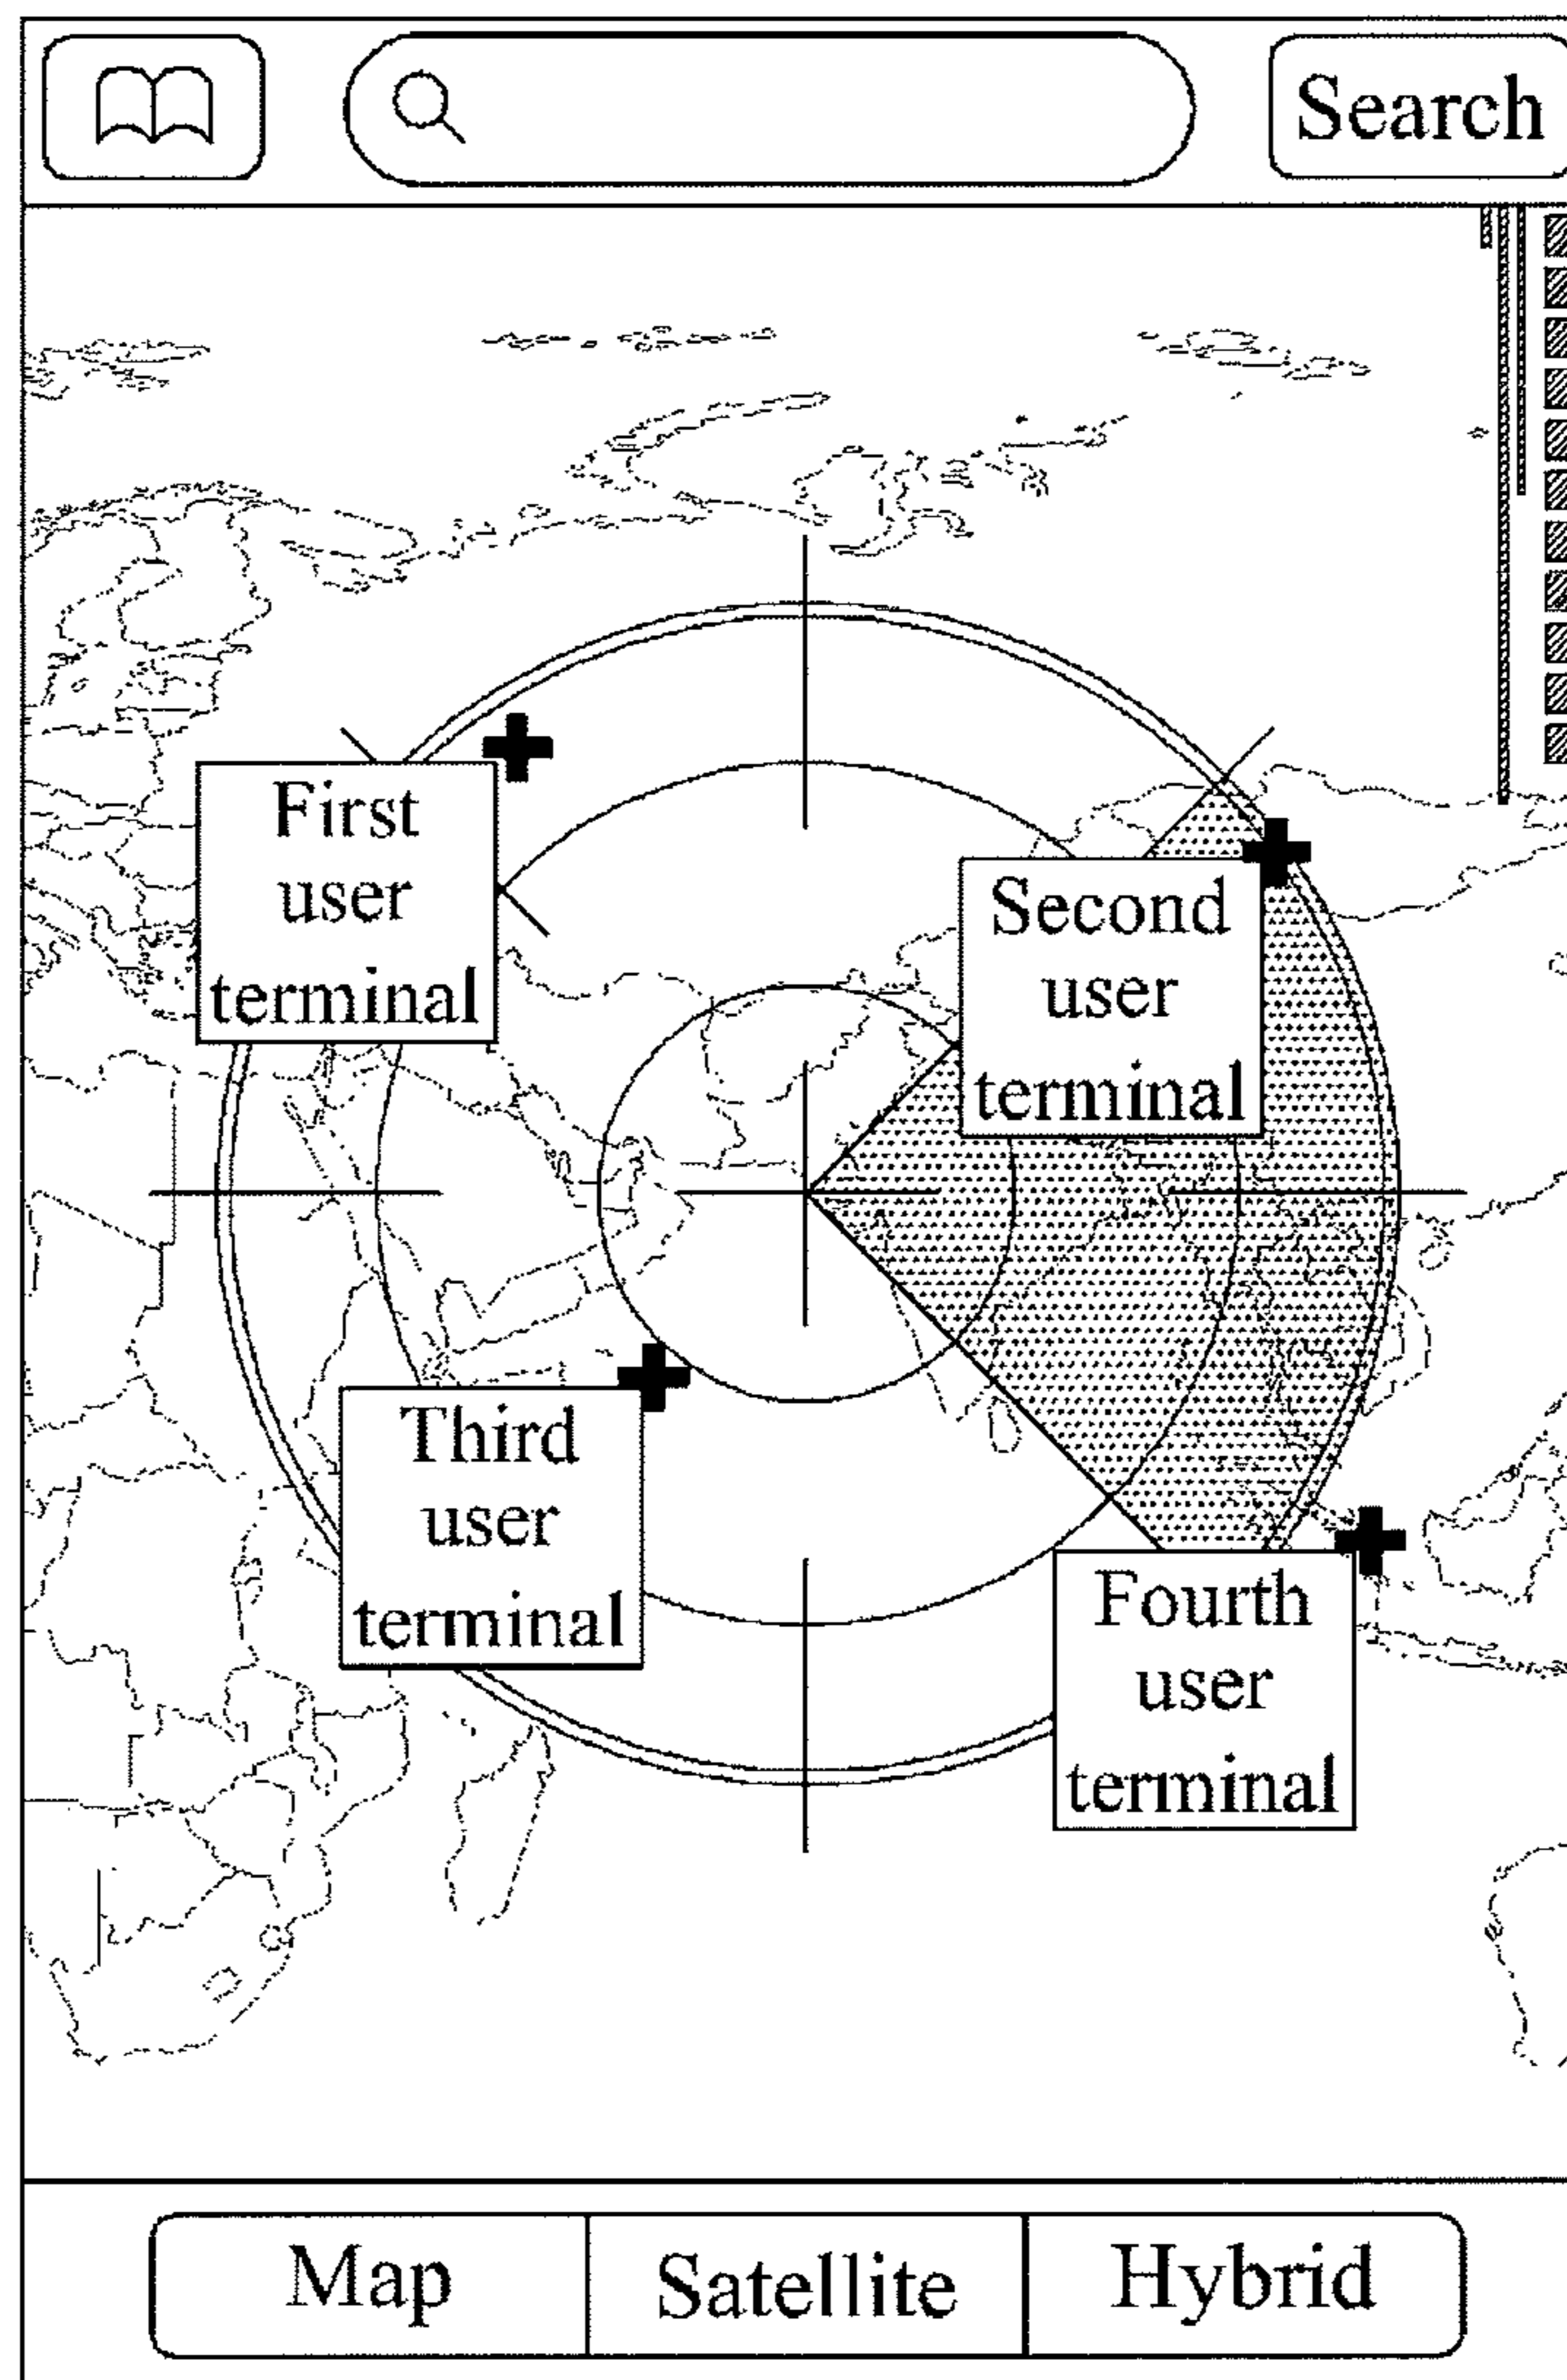 Search
First
user
terminal
Second
user
terminal
Third
user
terminal
Fourth
user
terminal
Map
Satellite
Hybrid